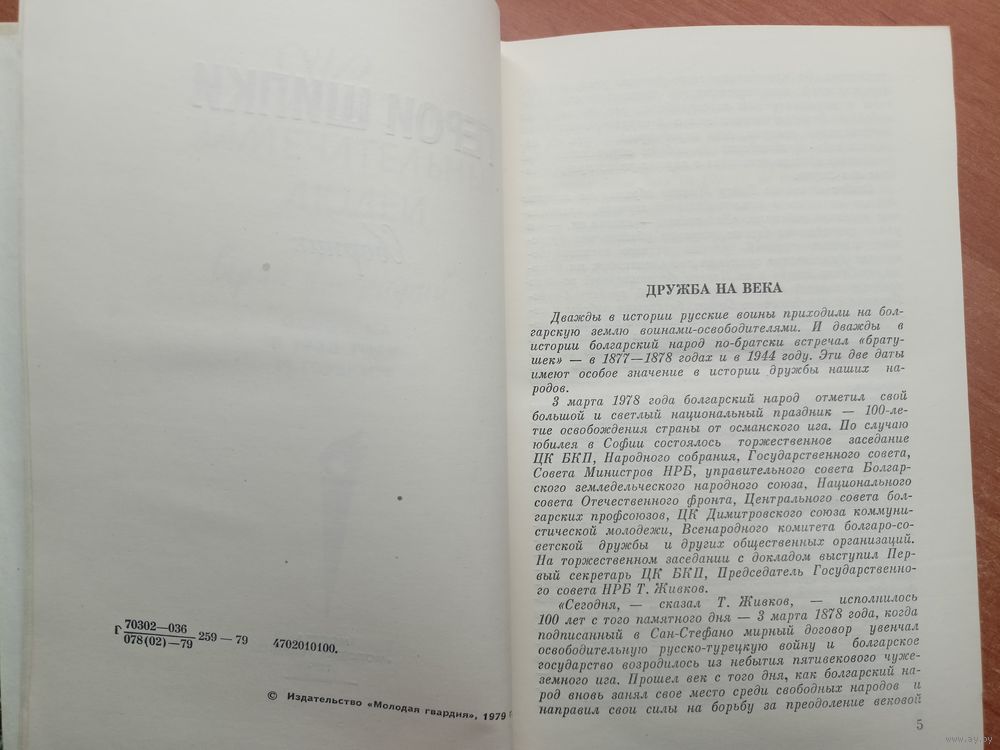 ГЕРОИ ШИПКИ
Сборник
Г 70302—036
078(02)—79 259—79 4702010100.
© Издательство «Молодая гвардия», 1979
ДРУЖБА НА ВЕКА
Дважды в истории русские воины приходили на бол-
гарскую землю воинами-освободителями. И дважды в
истории болгарский народ по-братски встречал «брату-
шек» — в 1877—1878 годах и в 1944 году. Эти две даты
имеют особое значение в истории дружбы наших на-
родов.
3 марта 1978 года болгарский народ отметил свой
большой и светлый национальный праздник — 100-ле-
тие освобождения страны от османского ига. По случаю
юбилея в Софии состоялось торжественное заседание
ЦК БКП, Народного собрания, Государственного совета,
Совета Министров НРБ, управительного совета Болгар-
ского земледельческого народного союза, Национального
совета Отечественного фронта, Центрального совета бол-
гарских профсоюзов, ЦК Димитровского союза коммуни-
стической молодежи, Всенародного комитета болгаро-со-
ветской дружбы и других общественных организаций.
На торжественном заседании с докладом выступил Пер-
вый секретарь ЦК БКП, Председатель Государственно-
го совета НРБ Т. Живков.
«Сегодня, — сказал Т. Живков, — исполнилось
100 лет с того памятного дня — 3 марта 1878 года, когда
подписанный в Сан-Стефано мирный договор увенчал
освободительную русско-турецкую войну и болгарское
государство возродилось из небытия пятивекового чуже-
земного ига. Прошел век с того дня, как болгарский на-
род вновь занял свое место среди свободных народов и
направил свои силы на борьбу за преодоление вековой
5
www.ay.by